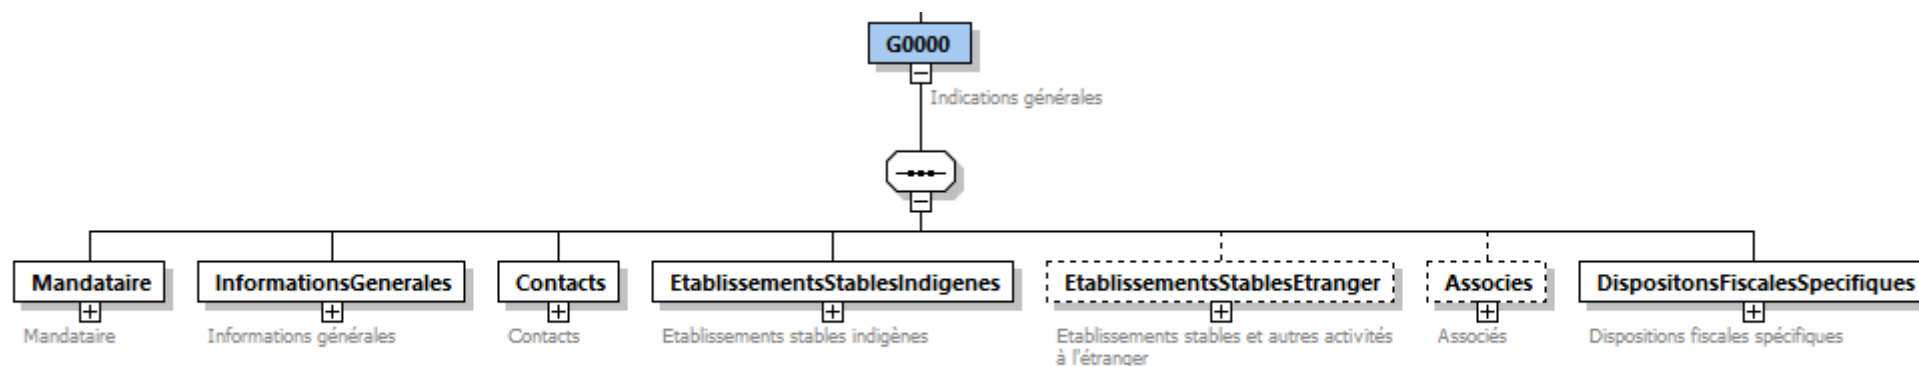 G0000
Indications générales
Mandataire
InformationsGenerales
Contacts
EtablissementsStablesIndigenes
EtablissementsStablesEtranger
Associes
DispositonsFiscalesSpecifiques
Mandataire
Informations générales
Contacts
Etablissements stables indigènes
Etablissements stables et autres activités
à l'étranger
Associés
Dispositions fiscales spécifiques